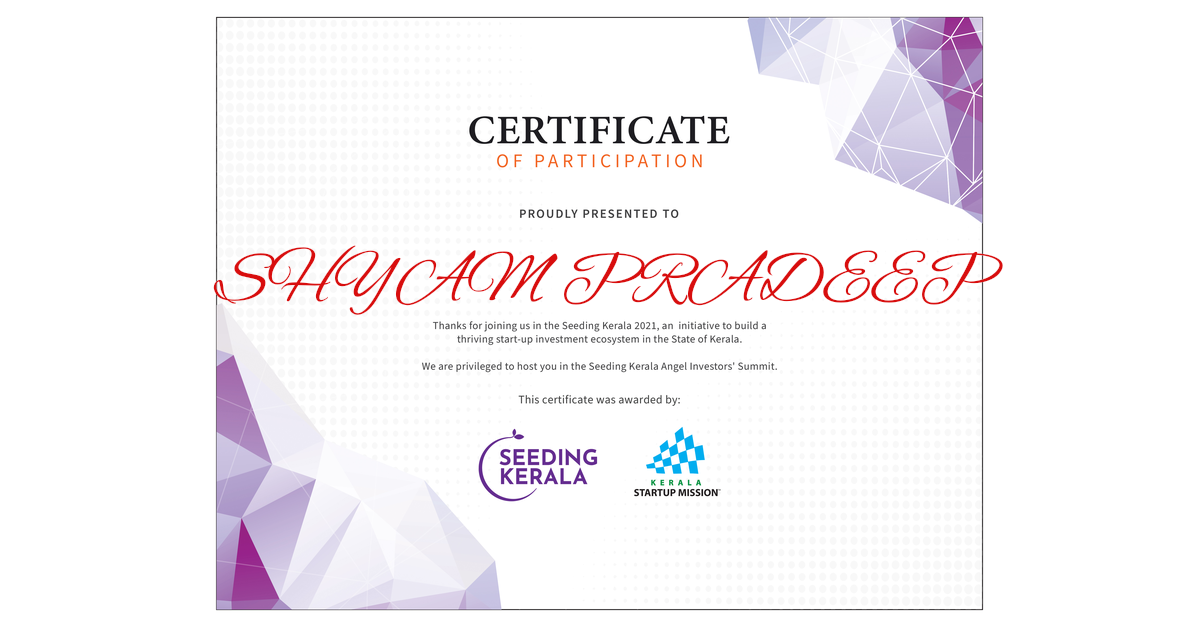 CERTIFICATE
OF PARTICIPATION
PROUDLY PRESENTED TO
SHYAM PRADEEP
Thanks for joining us in the Seeding Kerala 2021, an initiative to build a
thriving start-up investment ecosystem in the State of Kerala.
We are privileged to host you in the Seeding Kerala Angel Investors' Summit.
This certificate was awarded by:
SEEDING
KERALA
KERALA
STARTUP MISSION